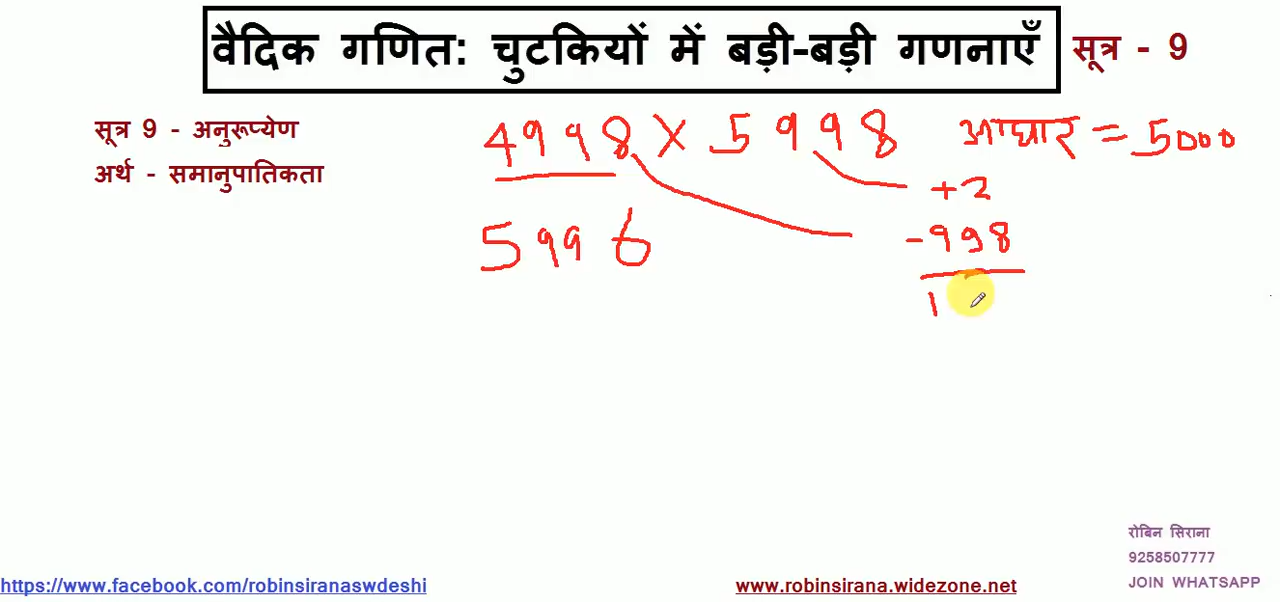 वैदिक गणित: चुटकियों में बड़ी-बड़ी गणनाएँ सूत्र - 9
सूत्र 9 - अनुरूप्येण
अर्थ - समानुपातिकता
4998 X 5998 आधार = 5000
+2
5996 -998
1
रोबिन सिराना
9258507777
JOIN WHATSAPP
https://www.facebook.com/robinsiranaswdeshi www.robinsirana.widezone.net